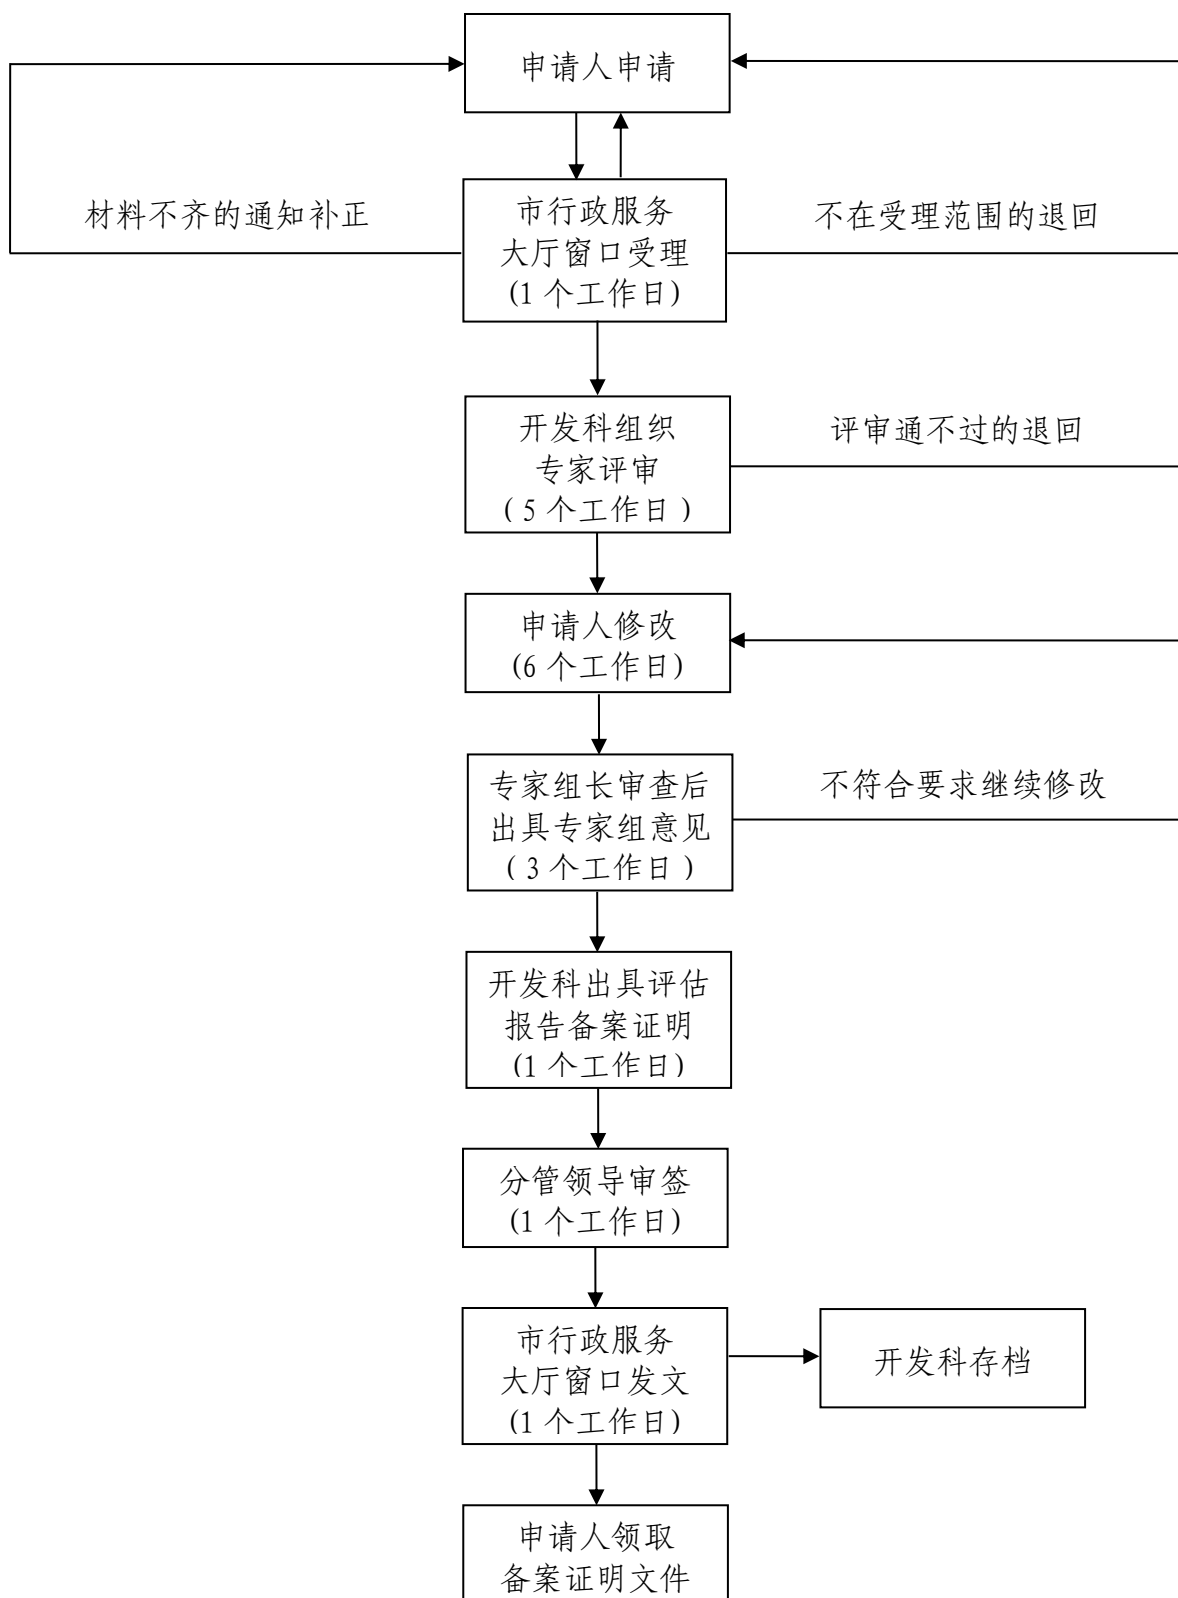 申请人申请
材料不齐的通知补正
市行政服务
大厅窗口受理
(1 个工作日)
不在受理范围的退回
开发科组织
专家评审
( 5 个工作日 )
评审通不过的退回
申请人修改
(6 个工作日)
专家组长审查后
出具专家组意见
( 3 个工作日 )
不符合要求继续修改
开发科出具评估
报告备案证明
(1 个工作日)
分管领导审签
(1 个工作日)
市行政服务
大厅窗口发文
(1 个工作日)
开发科存档
申请人领取
备案证明文件